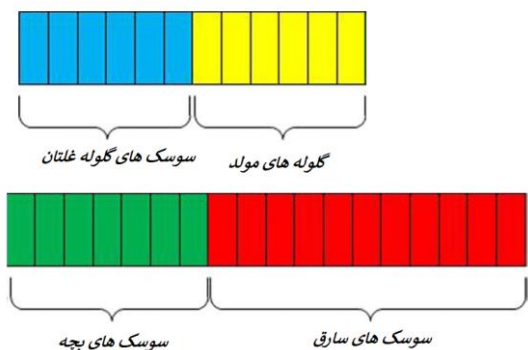 سوسک های گلوله غلتان
گلوله های مولد
سوسک های بچه
سوسک های سارق